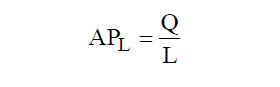 AP_L = Q/L